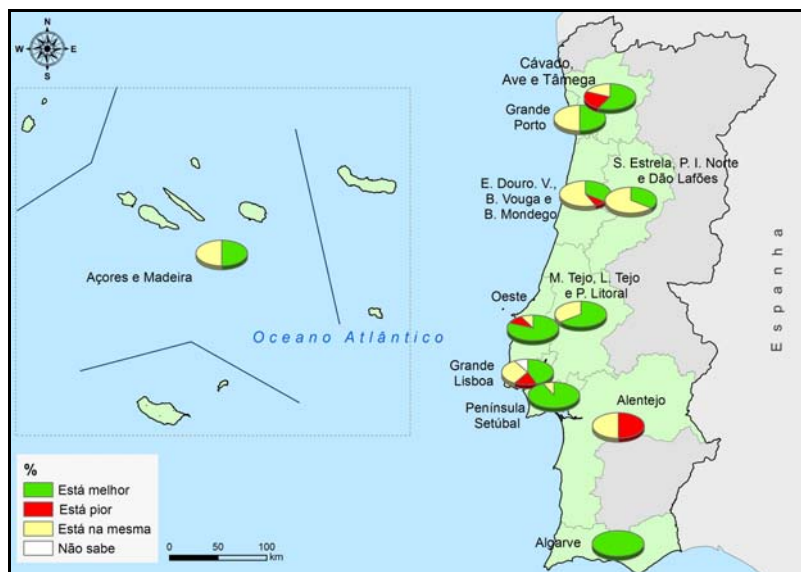 N
W
E
S
Cávado,
Ave e Tâmega
Grande
Porto
S. Estrela, P. I. Norte
e Dão Lafões
E. Douro. V.,
B. Vouga e
B. Mondego
Açores e Madeira
M. Tejo, L. Tejo
e P. Litoral
Oeste
Oceano Atlântico
Espanha
Grande
Lisboa
Península
Setúbal
Alentejo
Algarve
%
Está melhor
Está pior
Está na mesma
Não sabe
0 50 100
km